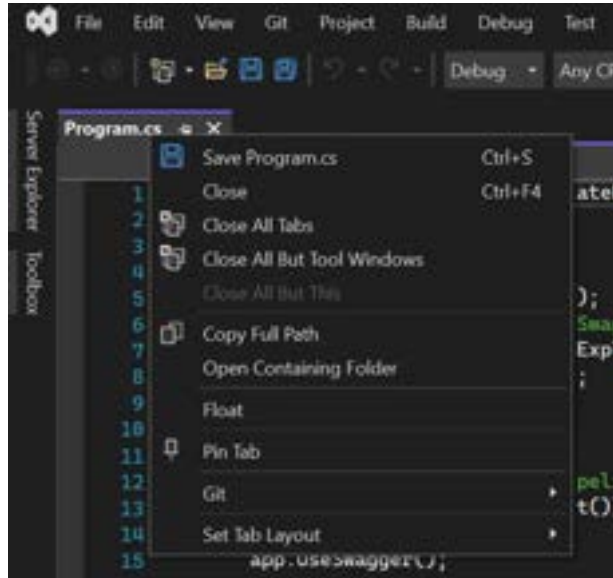 File Edit View Git Project Build Debug Test
Debug Any
Server Explorer
Toolbox
Program.cs
Save Program.cs Ctrl+S
Close Ctrl+F4
Close All Tabs
Close All But Tool Windows
Close All But This
Copy Full Path
Open Containing Folder
Float
Pin Tab
Git
Set Tab Layout
1 ate
2
3
4
5 );
6
7 Exp
8 ;
9
10
11
12 pel
13 t()
14
15 app.UseSwagger();